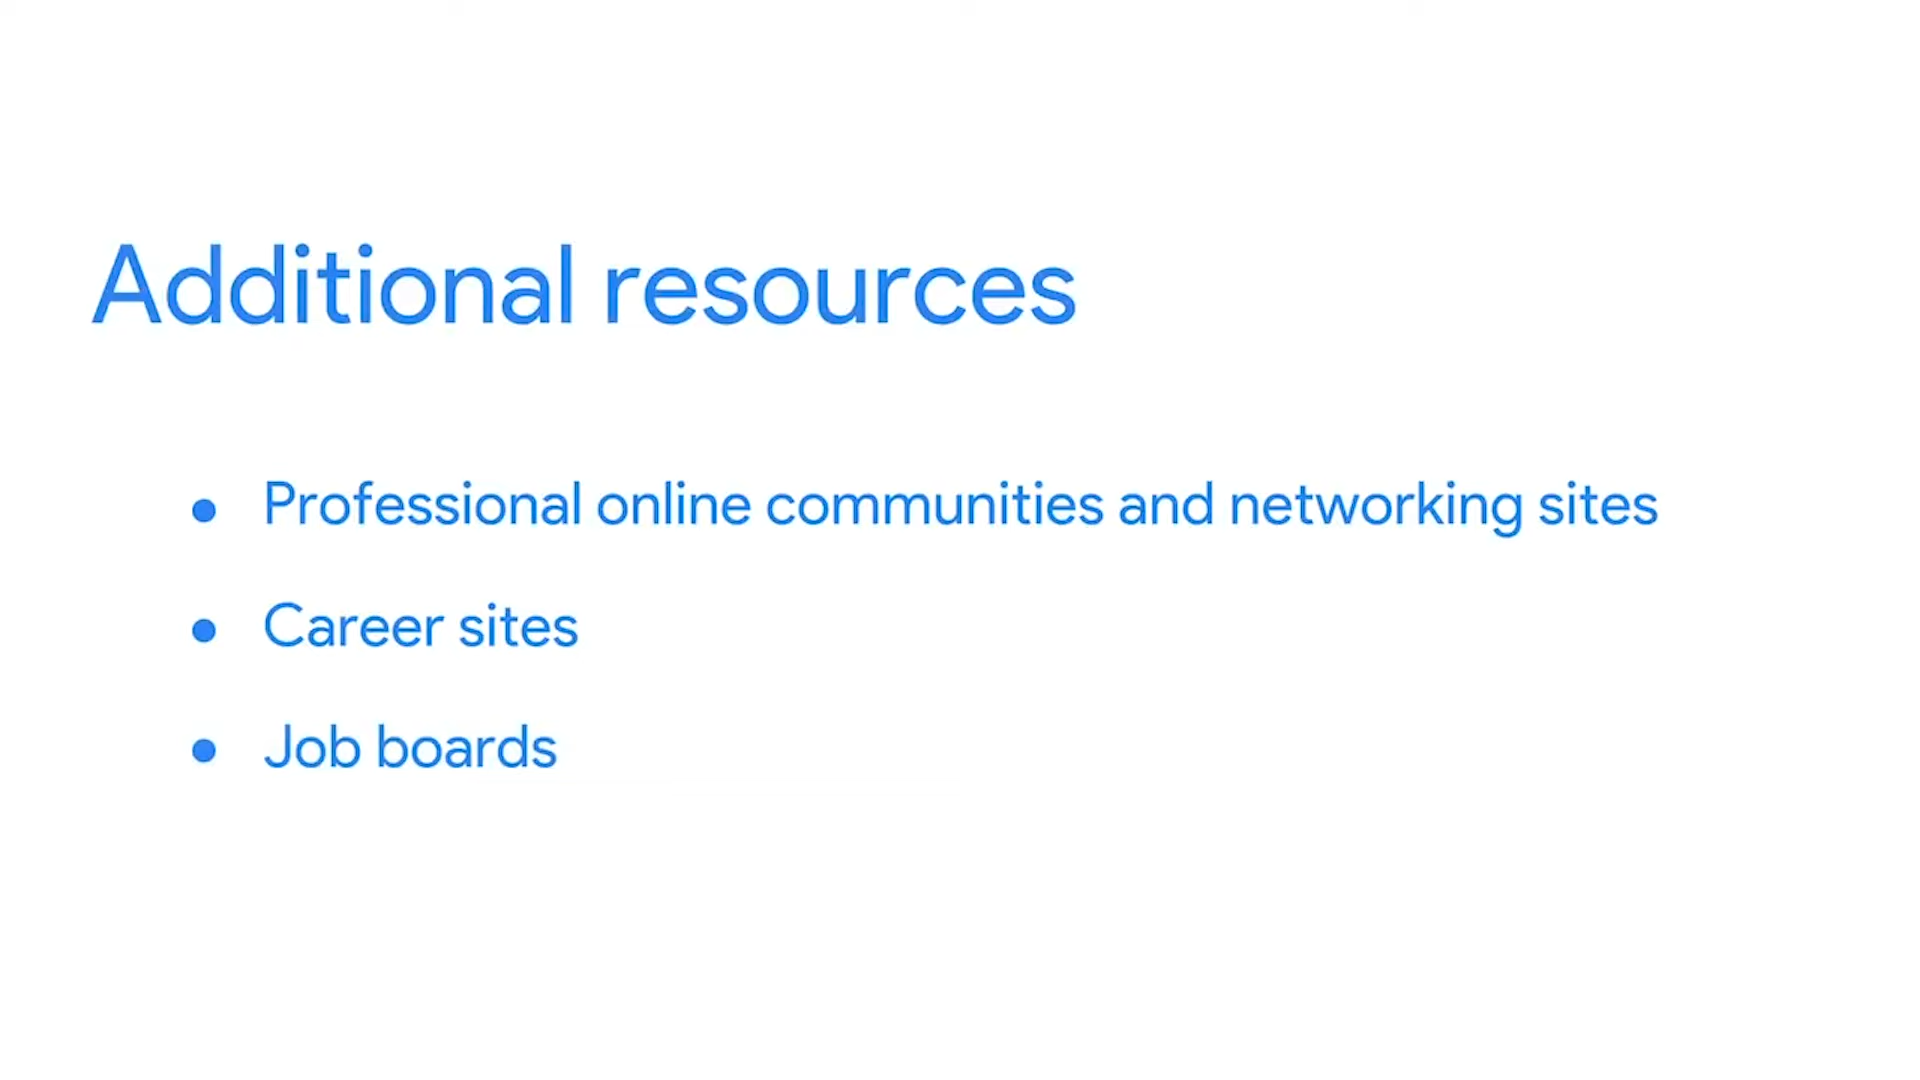 Additional resources
● Professional online communities and networking sites
● Career sites
● Job boards